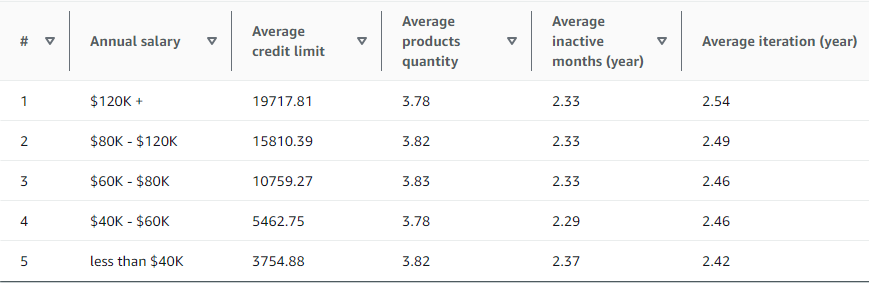 # Annual salary Average credit limit Average products quantity Average inactive months (year) Average iteration (year)
1 $120K + 19717.81 3.78 2.33 2.54
2 $80K - $120K 15810.39 3.82 2.33 2.49
3 $60K - $80K 10759.27 3.83 2.33 2.46
4 $40K - $60K 5462.75 3.78 2.29 2.46
5 less than $40K 3754.88 3.82 2.37 2.42